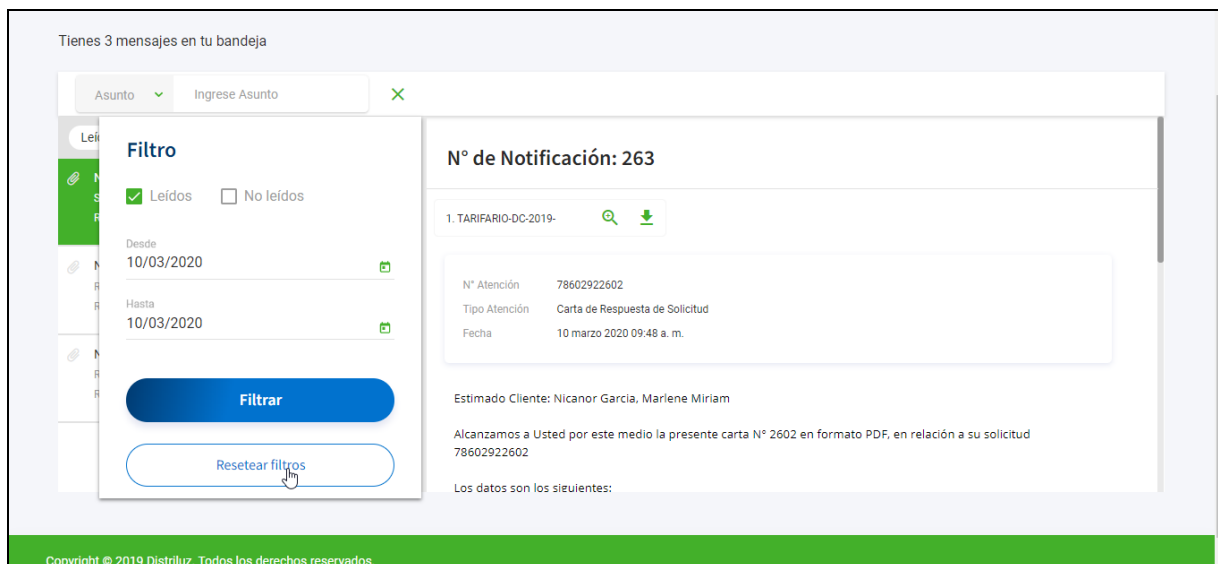 Tienes 3 mensajes en tu bandeja
Asunto Ingrese Asunto
Filtro
Leídos No leídos
Desde
10/03/2020
Hasta
10/03/2020
Filtrar
Resetear filtros
N° de Notificación: 263
1. TARIFARIO-DC-2019-
N° Atención 78602922602
Tipo Atención Carta de Respuesta de Solicitud
Fecha 10 marzo 2020 09:48 a. m.
Estimado Cliente: Nicanor Garcia, Marlene Miriam
Alcanzamos a Usted por este medio la presente carta N° 2602 en formato PDF, en relación a su solicitud
78602922602
Los datos son los siguientes:
Copyright © 2019 Distriluz. Todos los derechos reservados.